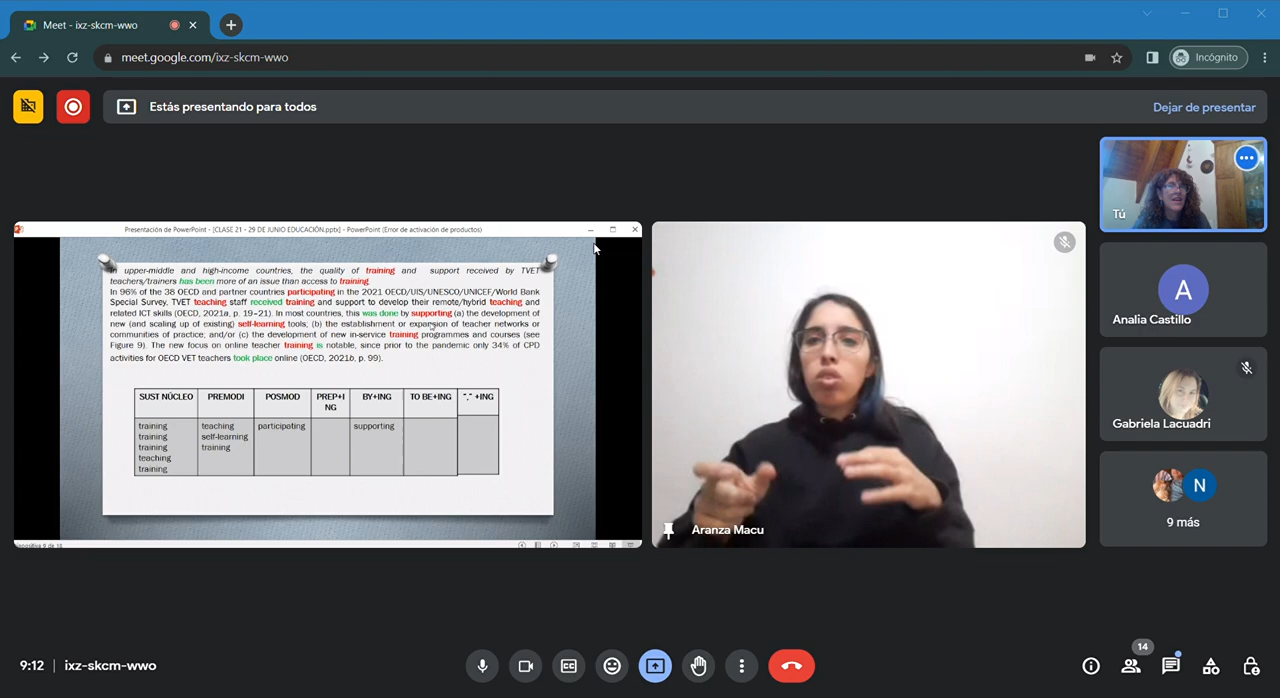 Meet - ixz-skcm-wwo
meet.google.com/ixz-skcm-wwo
Incógnito
Estás presentando para todos
Dejar de presentar
Presentación de PowerPoint - [CLASE 21 - 29 DE JUNIO EDUCACIÓN.pptx] - PowerPoint (Error de activación de productos)
In upper-middle and high-income countries, the quality of training and support received by TVET
teachers/trainers has been more of an issue than access to training.
In 96% of the 38 OECD and partner countries participating in the 2021 OECD/UIS/UNESCO/UNICEF/World Bank
Special Survey, TVET teaching staff received training and support to develop their remote/hybrid teaching and
related ICT skills (OECD, 2021a, p. 19-21). In most countries, this was done by supporting (a) the development of
new (and scaling up of existing) self-learning tools; (b) the establishment or expansion of teacher networks or
communities of practice; and/or (c) the development of new in-service training programmes and courses (see
Figure 9). The new focus on online teacher training is notable, since prior to the pandemic only 34% of CPD
activities for OECD VET teachers took place online (OECD, 2021b, p. 99).
SUST NÚCLEO PREMODI POSMOD PREP+I NG BY+ING TO BE+ING "," +ING
training teaching participating supporting
training self-learning
training training
teaching
training
Diapositiva 9 de 18
Aranza Macu
Tú
A
Analia Castillo
Gabriela Lacuadri
N
9 más
9:12 | ixz-skcm-wwo
14